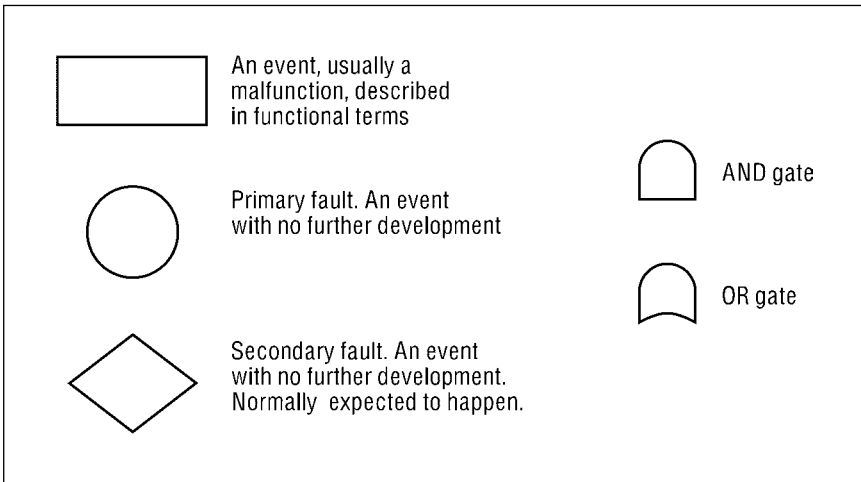 An event, usually a
malfunction, described
in functional terms
Primary fault. An event
with no further development
Secondary fault. An event
with no further development.
Normally expected to happen.
AND gate
OR gate